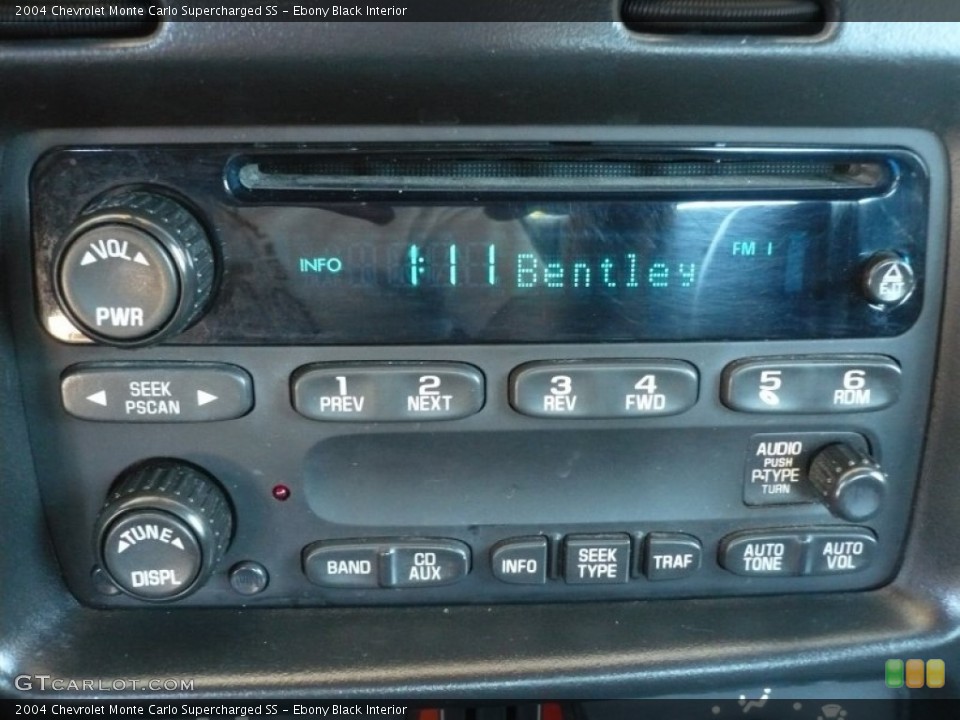 2004 Chevrolet Monte Carlo Supercharged SS - Ebony Black Interior
VOL
PWR
INFO 1:11 Bentley FM 1
EJT
SEEK
PSCAN
1 PREV
2 NEXT
3 REV
4 FWD
5
6 RDM
AUDIO
PUSH
P-TYPE
TURN
TUNE
DISPL
BAND
CD
AUX
INFO
SEEK
TYPE
TRAF
AUTO
TONE
AUTO
VOL
GTCARLOT.COM
2004 Chevrolet Monte Carlo Supercharged SS - Ebony Black Interior